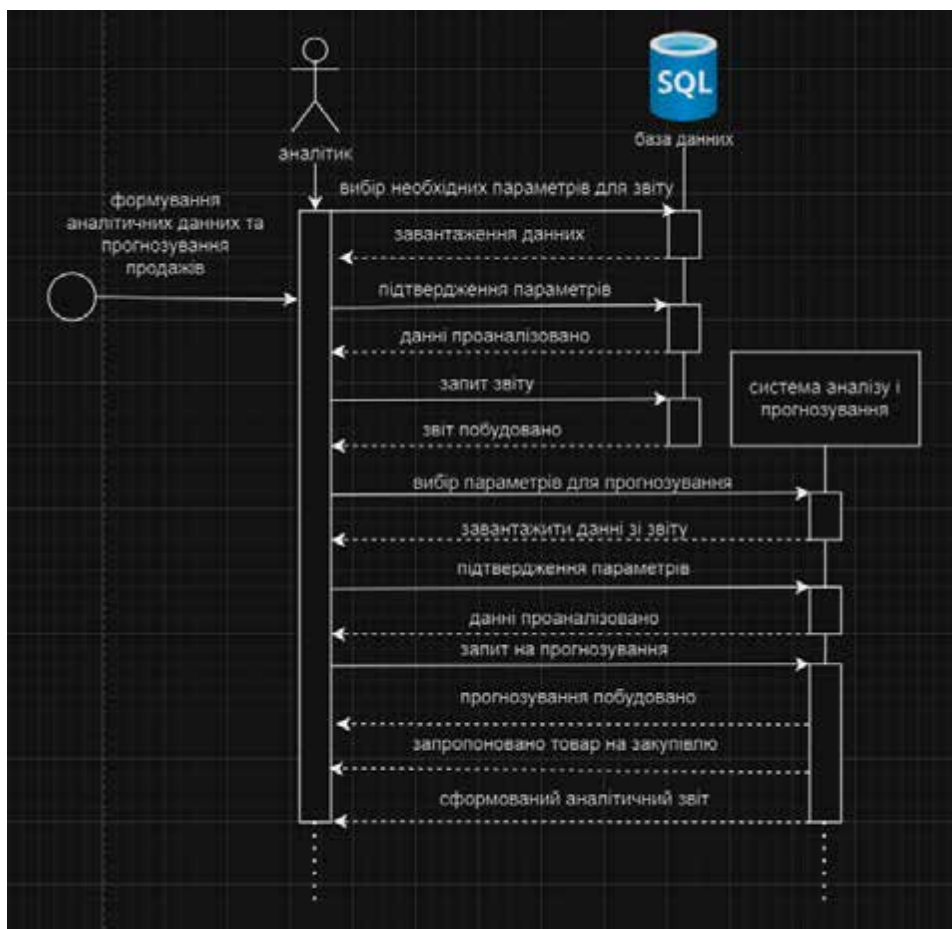 SQL
база данных
аналітик
вибір необхідних параметрів для звіту
формування
аналітичних данних та
прогнозування
продажів
завантаження данних
підтвердження параметрів
данні проаналізовано
запит звіту
система аналізу і
прогнозування
звіт побудовано
вибір параметрів для прогнозування
завантажити данні зі звіту
підтвердження параметрів
данні проаналізовано
запит на прогнозування
прогнозування побудовано
запропоновано товар на закупівлю
сформований аналітичний звіт